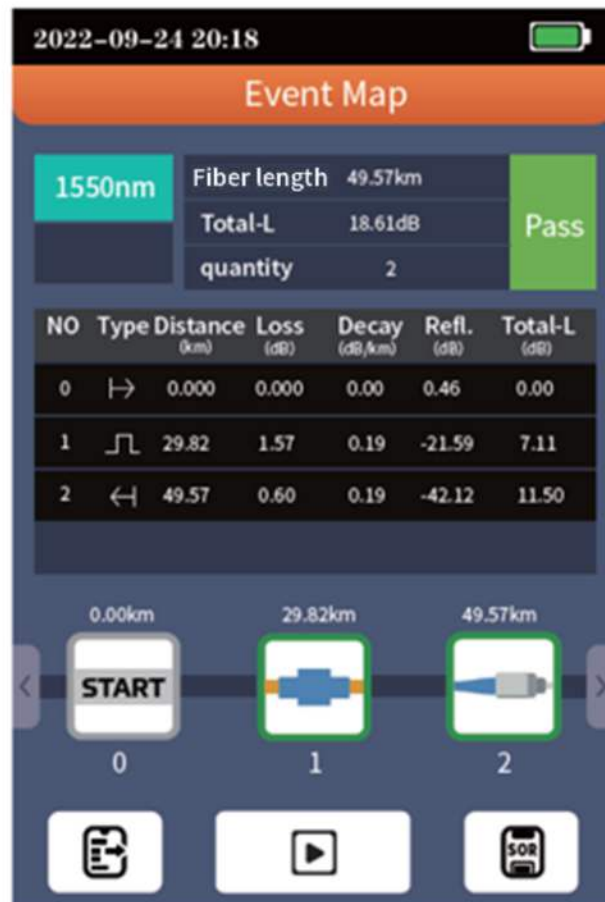 2022-09-24 20:18
Event Map
1550nm
Fiber length 49.57km
Total-L 18.61dB
quantity 2
Pass
NO Type Distance (km) Loss (dB) Decay (dB/km) Refl. (dB) Total-L (dB)
0 0.000 0.000 0.00 0.46 0.00
1 29.82 1.57 0.19 -21.59 7.11
2 49.57 0.60 0.19 -42.12 11.50
0.00km 29.82km 49.57km
START
0 1 2
SOR